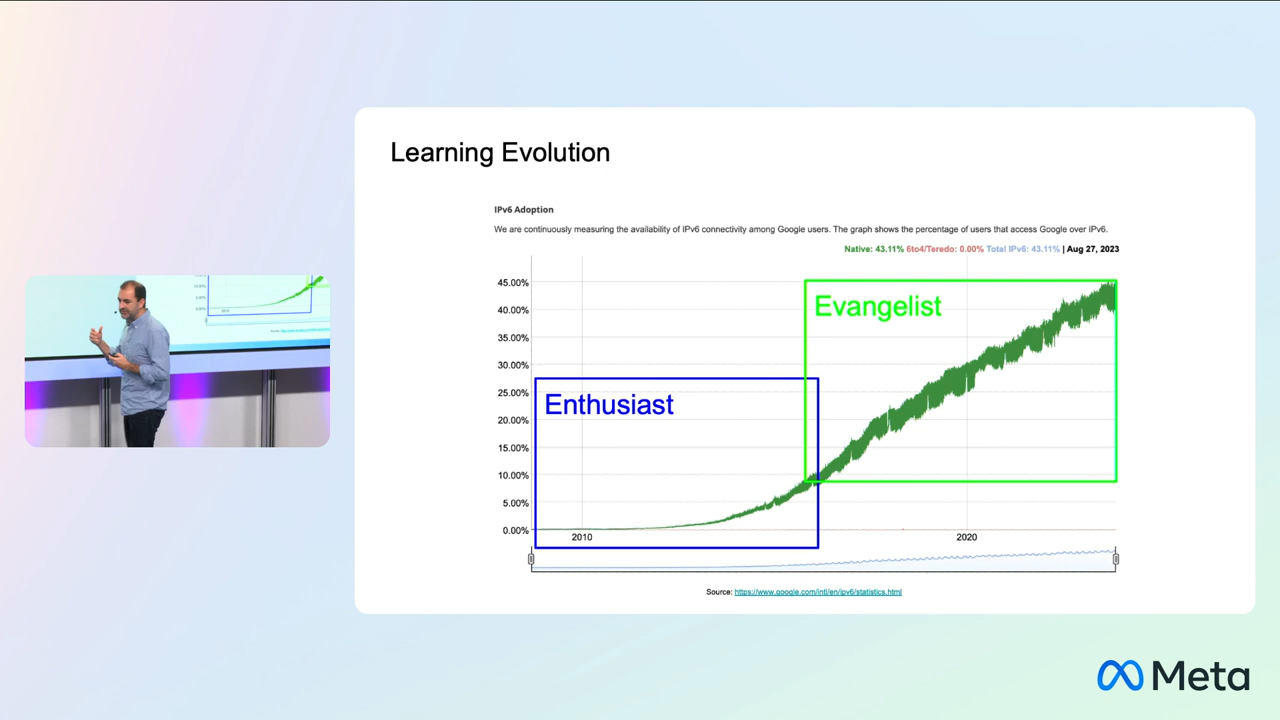 Learning Evolution
IPv6 Adoption
We are continuously measuring the availability of IPv6 connectivity among Google users. The graph shows the percentage of users that access Google over IPv6.
Native: 43.11% 6to4/Teredo: 0.00% Total IPv6: 43.11% | Aug 27, 2023
45.00%
40.00%
35.00%
30.00%
25.00%
20.00%
15.00%
10.00%
5.00%
0.00%
Evangelist
Enthusiast
2010
2020
Source: https://www.google.com/intl/en/ipv6/statistics.html
Meta